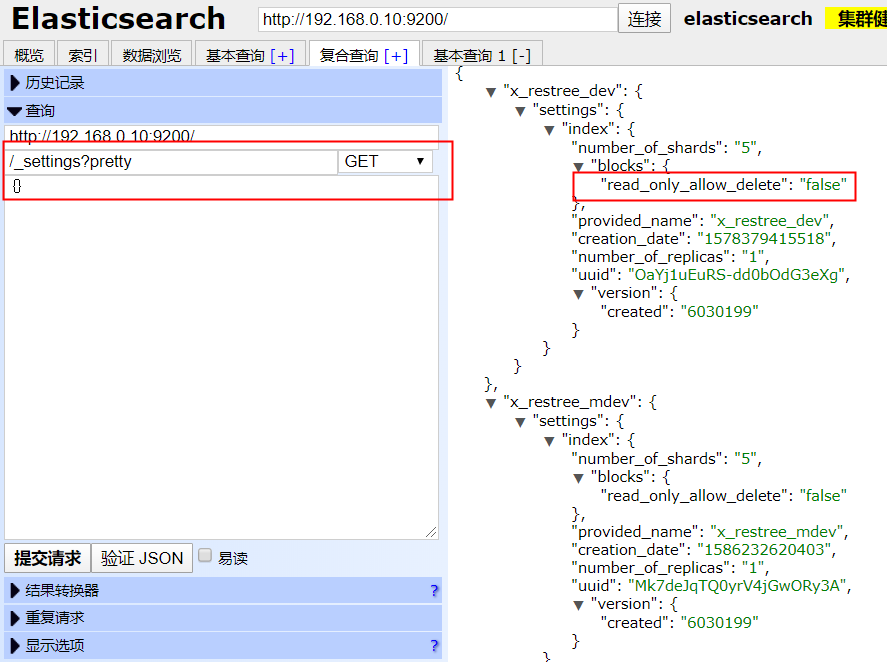 Elasticsearch
http://192.168.0.10:9200/
连接
elasticsearch
集群健
概览
索引
数据浏览
基本查询 [+]
复合查询 [+]
基本查询 1 [-]
历史记录
查询
http://192.168.0.10:9200/
/_settings?pretty
GET
{}
提交请求
验证 JSON
易读
结果转换器 ?
重复请求
显示选项 ?
{
"x_restree_dev": {
"settings": {
"index": {
"number_of_shards": "5",
"blocks": {
"read_only_allow_delete": "false"
},
"provided_name": "x_restree_dev",
"creation_date": "1578379415518",
"number_of_replicas": "1",
"uuid": "OaYj1uEuRS-dd0bOdG3eXg",
"version": {
"created": "6030199"
}
}
}
},
"x_restree_mdev": {
"settings": {
"index": {
"number_of_shards": "5",
"blocks": {
"read_only_allow_delete": "false"
},
"provided_name": "x_restree_mdev",
"creation_date": "1586232620403",
"number_of_replicas": "1",
"uuid": "Mk7deJqTQ0yrV4jGwORy3A",
"version": {
"created": "6030199"
}
}